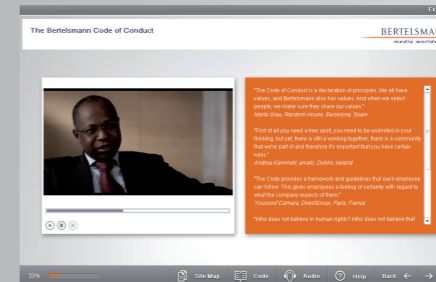 Ex
The Bertelsmann Code of Conduct
BERTELSMA
media worldw
"The Code of Conduct is a declaration of principles. We all have
values, and Bertelsmann also has values. And when we select
people, we make sure they share our values."
Marta Grau, Random House, Barcelona, Spain
"First of all you need a free spirit, you need to be unlimited in your
thinking, but yet, there is still a working together, there is a community
that we're part of and therefore it's important that you have certain
rules."
Andrea Kaminski, arvato, Dublin, Ireland
"The Code provides a framework and guidelines that each employee
can follow. This gives employees a feeling of certainty with regard to
what the company expects of them."
Youssouf Camara, DirectGroup, Paris, France
"Who does not believe in human rights? Who does not believe that
23%
Site Map
Code
Audio
Help
Back